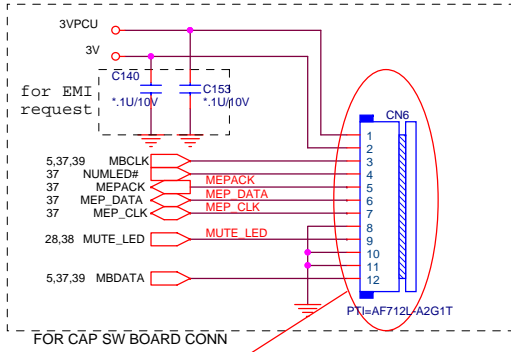 3VPCU
3V
C140
C153
*.1U/10V
*.1U/10V
for EMI
request
CN6
1
2
5,37,39 MBCLK 3
37 NUMLED# 4
37 MEPACK MEPACK 5
37 MEP_DATA MEP_DATA 6
37 MEP_CLK MEP_CLK 7
8
28,38 MUTE_LED MUTE_LED 9
10
11
5,37,39 MBDATA 12
PTI=AF712L-A2G1T
FOR CAP SW BOARD CONN